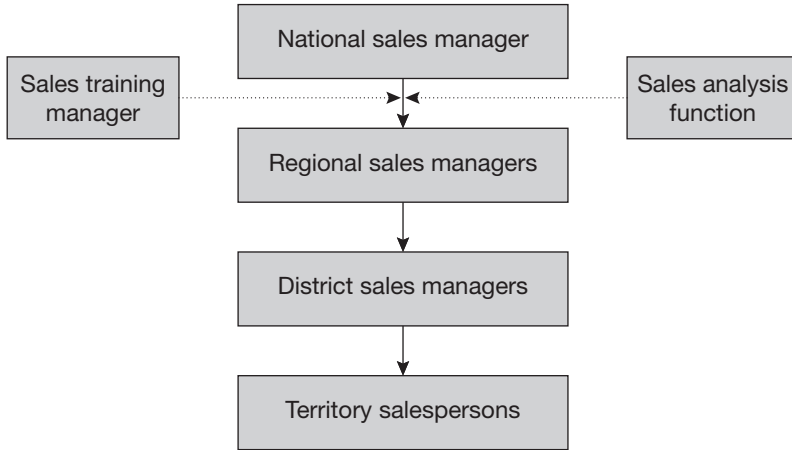 National sales manager
Sales training
manager
Sales analysis
function
Regional sales managers
District sales managers
Territory salespersons